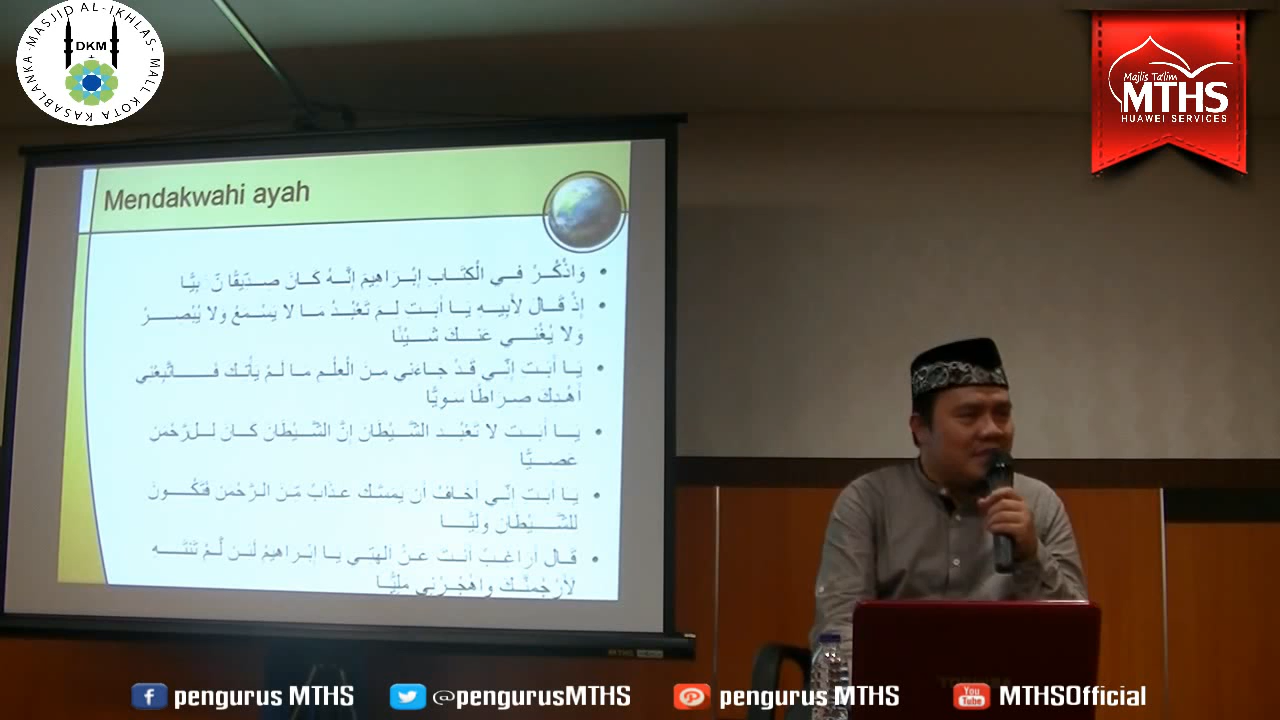 MASJID AL-IKHLAS- MALL KOTA KASABLANKA-
DKM
Majlis Ta'lim
MTHS
HUAWEI SERVICES
Mendakwahi ayah
• وَاذْكُرْ فِي الْكِتَابِ إِبْرَاهِيمَ إِنَّهُ كَانَ صِدِّيقًا نَّبِيًّا
• إِذْ قَالَ لِأَبِيهِ يَا أَبَتِ لِمَ تَعْبُدُ مَا لَا يَسْمَعُ وَلَا يُبْصِرُ
وَلَا يُغْنِي عَنكَ شَيْئًا
• يَا أَبَتِ إِنِّي قَدْ جَاءَنِي مِنَ الْعِلْمِ مَا لَمْ يَأْتِكَ فَاتَّبِعْنِي
أَهْدِكَ صِرَاطًا سَوِيًّا
• يَا أَبَتِ لَا تَعْبُدِ الشَّيْطَانَ إِنَّ الشَّيْطَانَ كَانَ لِلرَّحْمَنِ
عَصِيًّا
• يَا أَبَتِ إِنِّي أَخَافُ أَن يَمَسَّكَ عَذَابٌ مِّنَ الرَّحْمَنِ فَتَكُونَ
لِلشَّيْطَانِ وَلِيًّا
• قَالَ أَرَاغِبٌ أَنتَ عَنْ آلِهَتِي يَا إِبْرَاهِيمُ لَئِن لَّمْ تَنتَهِ
لَأَرْجُمَنَّكَ وَاهْجُرْنِي مَلِيًّا
pengurus MTHS
@pengurusMTHS
pengurus MTHS
You Tube
MTHSOfficial